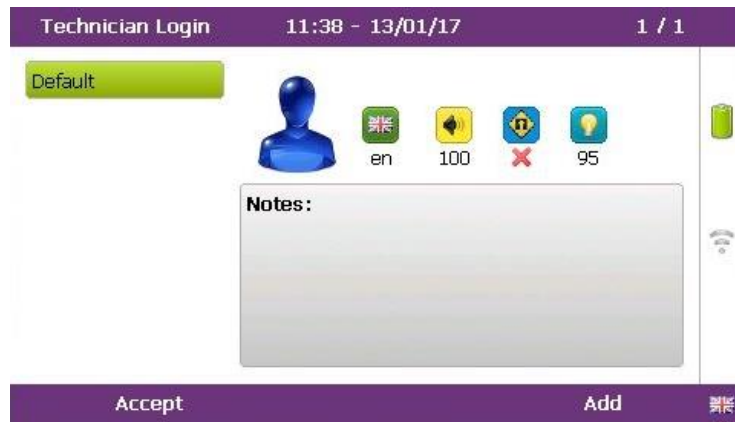 Technician Login 11:38 - 13/01/17 1 / 1
Default
en 100 95
Notes:
Accept Add